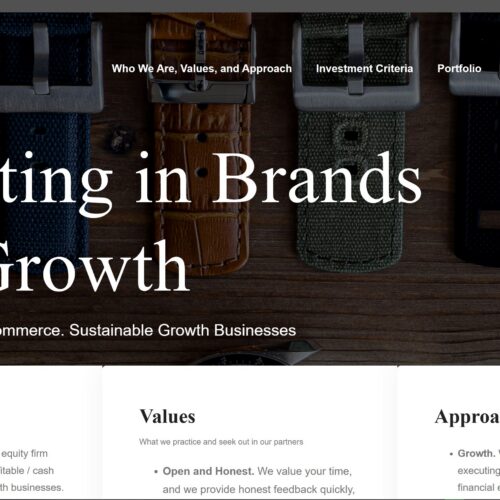 Who We Are, Values, and Approach Investment Criteria Portfolio
ting in Brands
Growth
ommerce. Sustainable Growth Businesses
Values
What we practice and seek out in our partners
• Open and Honest. We value your time,
and we provide honest feedback quickly,
equity firm
itable / cash
th businesses.
Approa
• Growth. W
executing
financial e